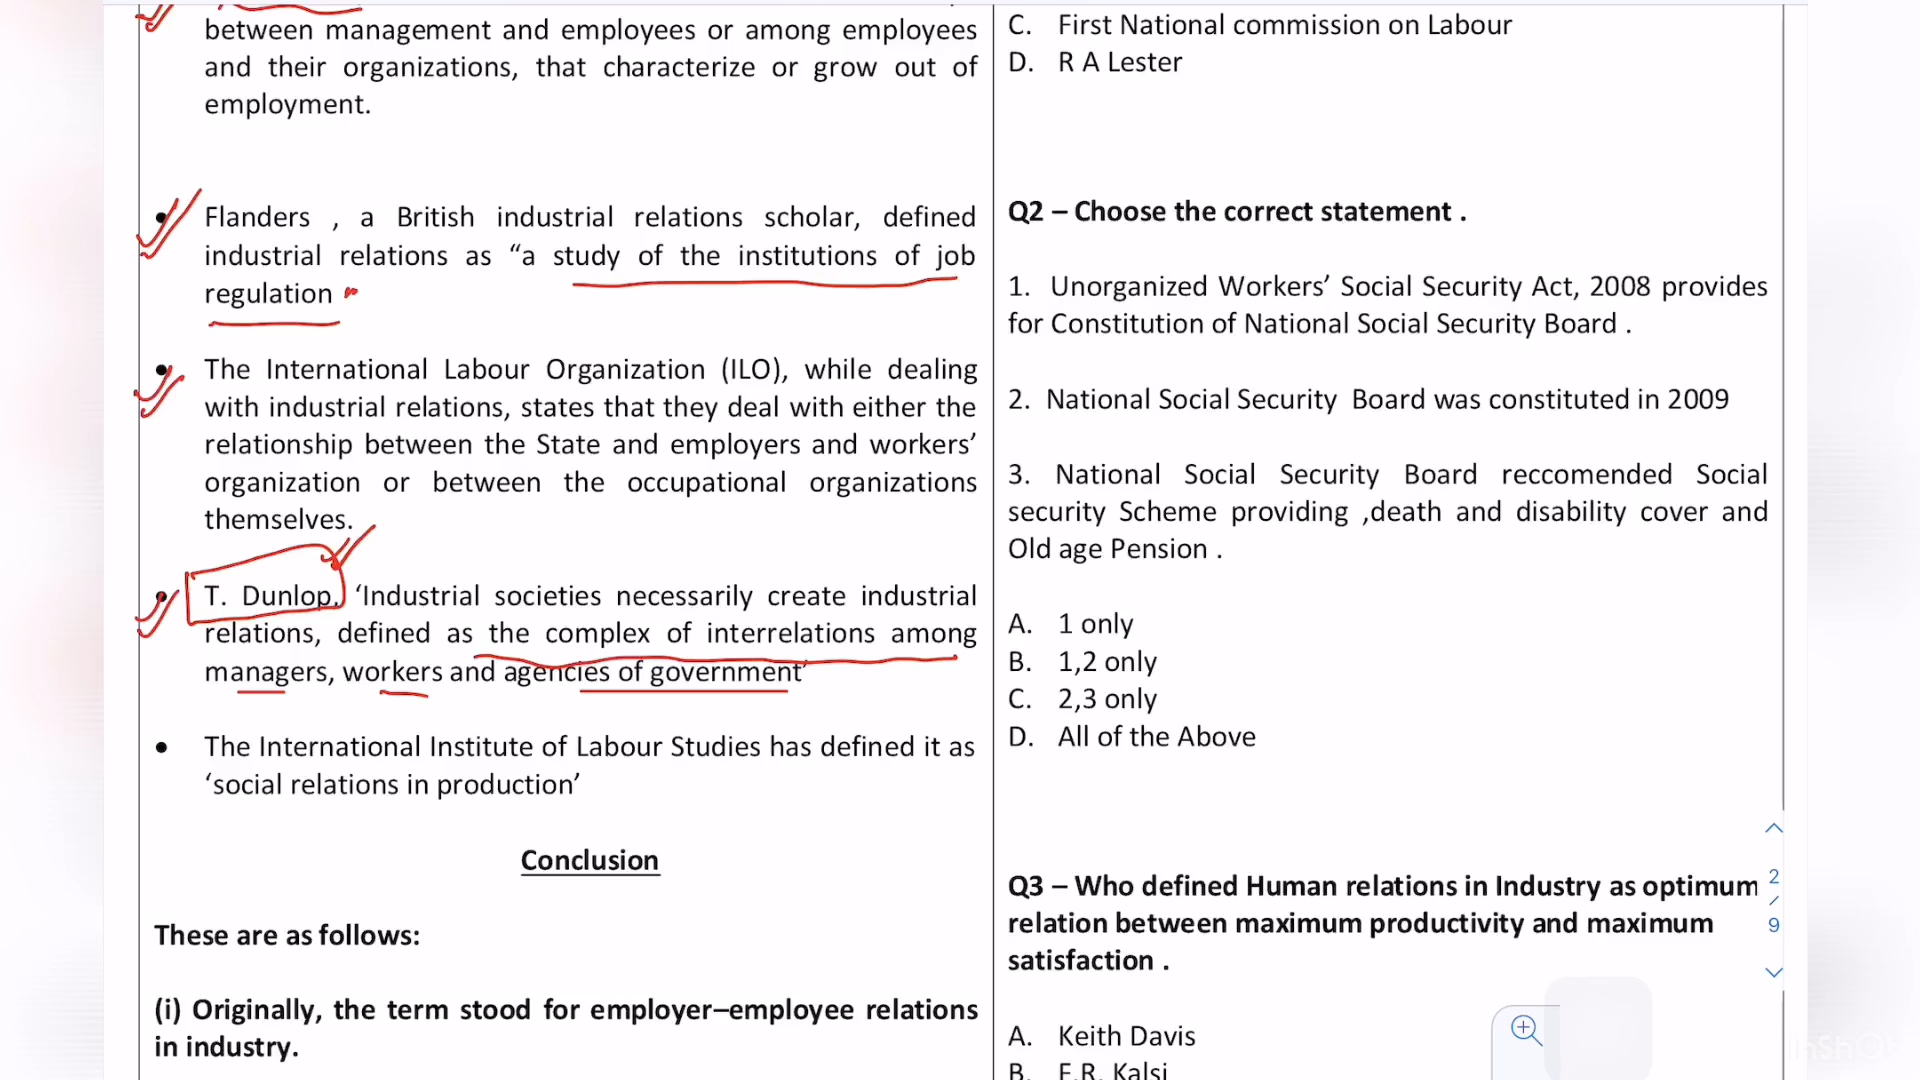 between management and employees or among employees
and their organizations, that characterize or grow out of
employment.
Flanders , a British industrial relations scholar, defined
industrial relations as “a study of the institutions of job
regulation
The International Labour Organization (ILO), while dealing
with industrial relations, states that they deal with either the
relationship between the State and employers and workers’
organization or between the occupational organizations
themselves.
T. Dunlop, ‘Industrial societies necessarily create industrial
relations, defined as the complex of interrelations among
managers, workers and agencies of government’
The International Institute of Labour Studies has defined it as
‘social relations in production’
Conclusion
These are as follows:
(i) Originally, the term stood for employer–employee relations
in industry.
C. First National commission on Labour
D. R A Lester
Q2 – Choose the correct statement .
1. Unorganized Workers’ Social Security Act, 2008 provides
for Constitution of National Social Security Board .
2. National Social Security Board was constituted in 2009
3. National Social Security Board reccomended Social
security Scheme providing ,death and disability cover and
Old age Pension .
A. 1 only
B. 1,2 only
C. 2,3 only
D. All of the Above
Q3 – Who defined Human relations in Industry as optimum
relation between maximum productivity and maximum
satisfaction .
A. Keith Davis
B. F.R. Kalsi
2
/
9